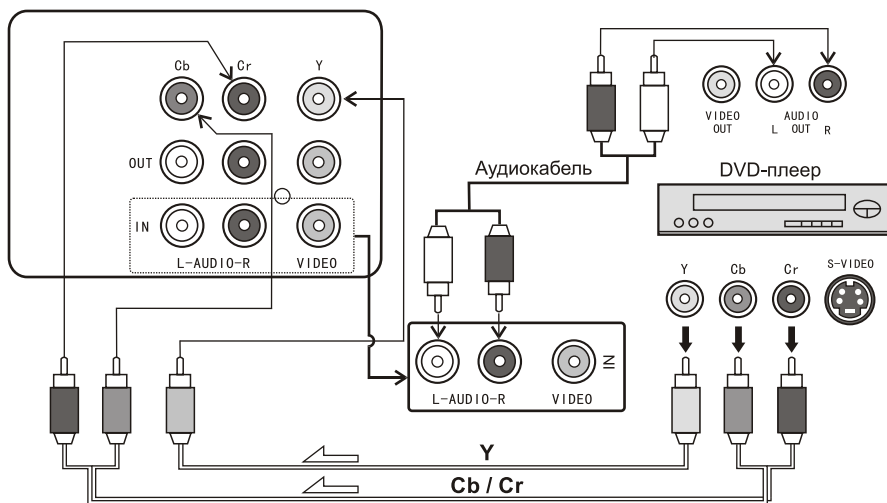 Cb Cr Y
OUT
IN
L-AUDIO-R VIDEO
VIDEO OUT
L AUDIO OUT R
Аудиокабель
DVD-плеер
Y Cb Cr S-VIDEO
L-AUDIO-R VIDEO
IN
Y
Cb / Cr